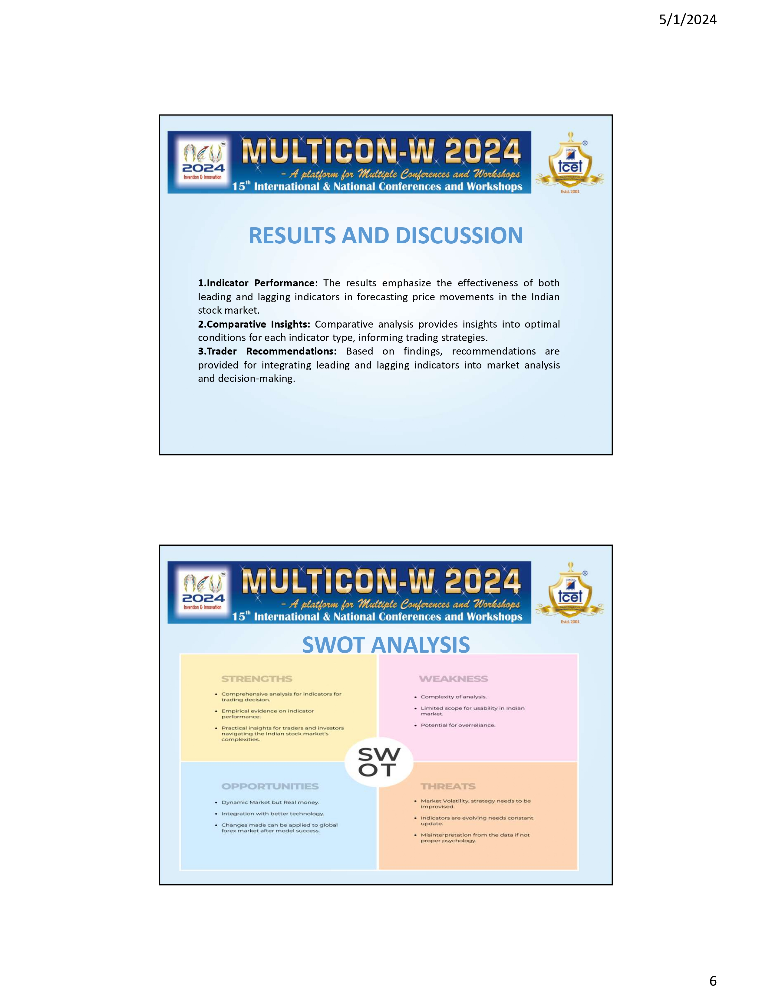 5/1/2024
new
TM
2024
Invention & Innovation
MULTICON-W 2024
- A platform for Multiple Conferences and Workshops
15th International & National Conferences and Workshops
®
tcet
Estd. 2001
RESULTS AND DISCUSSION
1.Indicator Performance: The results emphasize the effectiveness of both
leading and lagging indicators in forecasting price movements in the Indian
stock market.
2.Comparative Insights: Comparative analysis provides insights into optimal
conditions for each indicator type, informing trading strategies.
3.Trader Recommendations: Based on findings, recommendations are
provided for integrating leading and lagging indicators into market analysis
and decision-making.
TM
2024
Invention & Innovation
MULTICON-W 2024
- A platform for Multiple Conferences and Workshops
15th International & National Conferences and Workshops
®
tcet
Estd. 2001
SWOT ANALYSIS
STRENGTHS
• Comprehensive analysis for indicators for
trading decision.
• Empirical evidence on indicator
performance.
• Practical insights for traders and investors
navigating the Indian stock market's
complexities.
WEAKNESS
• Complexity of analysis.
• Limited scope for usability in Indian
market.
• Potential for overreliance.
SW
OT
OPPORTUNITIES
• Dynamic Market but Real money.
• Integration with better technology.
• Changes made can be applied to global
forex market after model success.
THREATS
• Market Volatility, strategy needs to be
improvised.
• Indicators are evolving needs constant
update.
• Misinterpretation from the data if not
proper psychology.
6